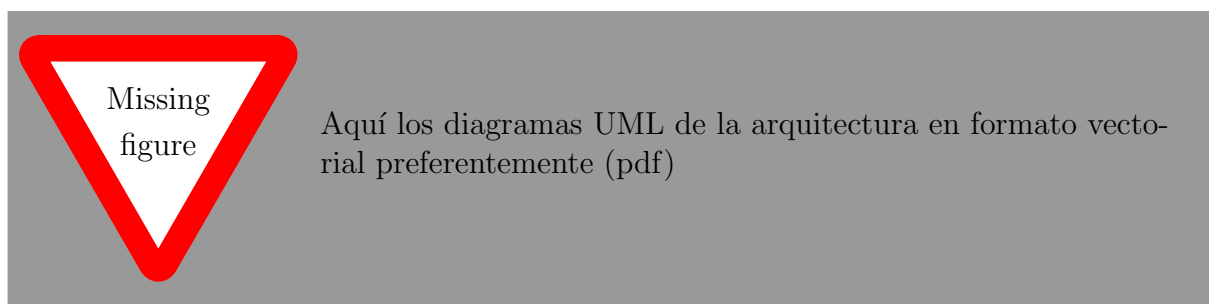 Missing
figure
Aquí los diagramas UML de la arquitectura en formato vecto-
rial preferentemente (pdf)